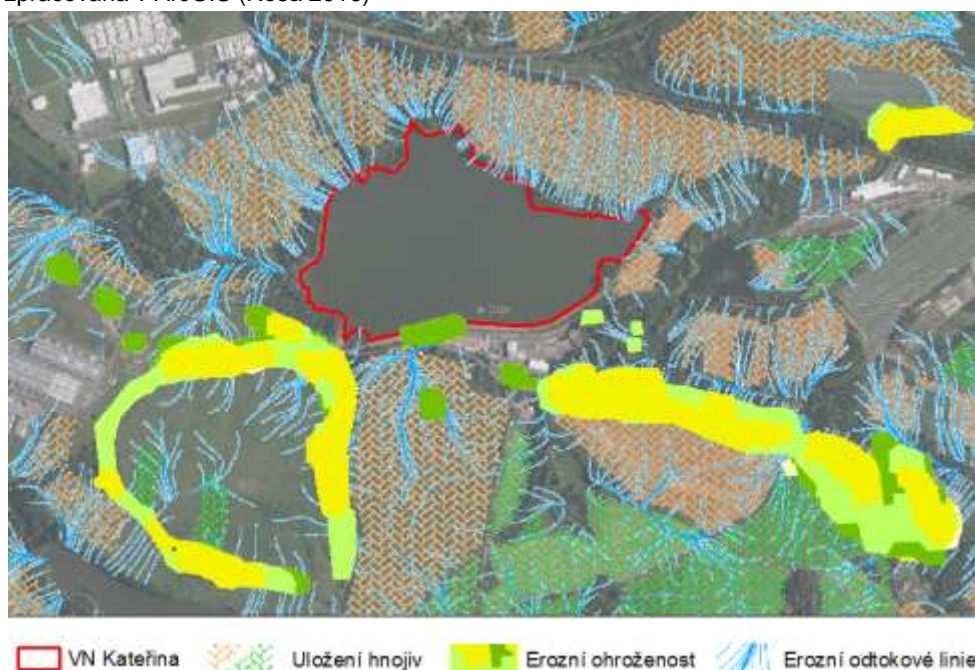 VN Kateřina
Uložení hnojiv
Erozní ohroženost
Erozní odtokové linie